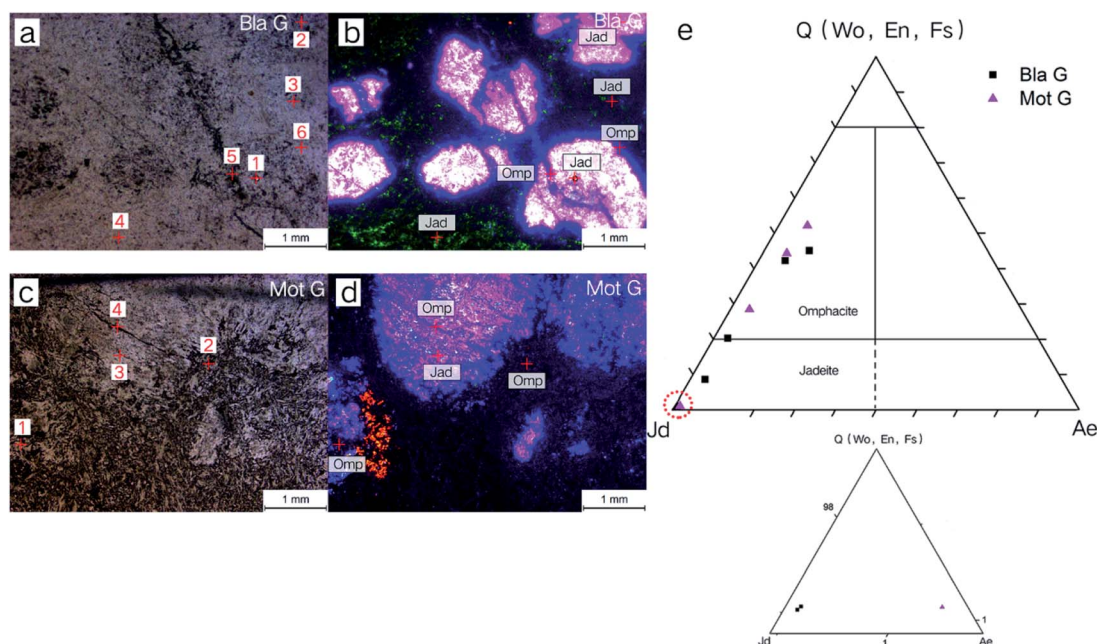 a
Bla G
2
3
6
5
1
4
1 mm
b
Bla G
Jad
Jad
Omp
Omp
Jad
Jad
1 mm
c
Mot G
4
2
3
1
1 mm
d
Mot G
Omp
Jad
Omp
Omp
1 mm
e
Q (Wo, En, Fs)
Bla G
Mot G
Omphacite
Jadeite
Jd
Ae
Q (Wo, En, Fs)
98
1
Jd
1
Ae